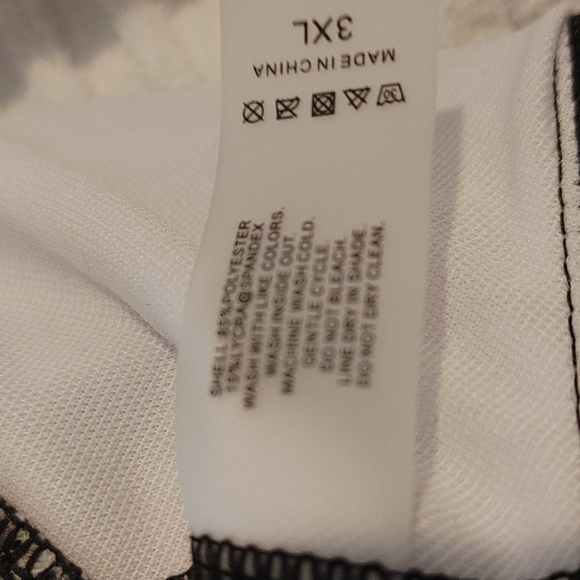 3XL
MADE IN CHINA
30
SHELL 85%POLYESTER
15%LYCRA@SPANDEX
WASH WITH LIKE COLORS.
WASH INSIDE OUT.
MACHINE WASH COLD.
GENTLE CYCLE.
DO NOT BLEACH.
LINE DRY IN SHADE.
DO NOT DRY CLEAN.